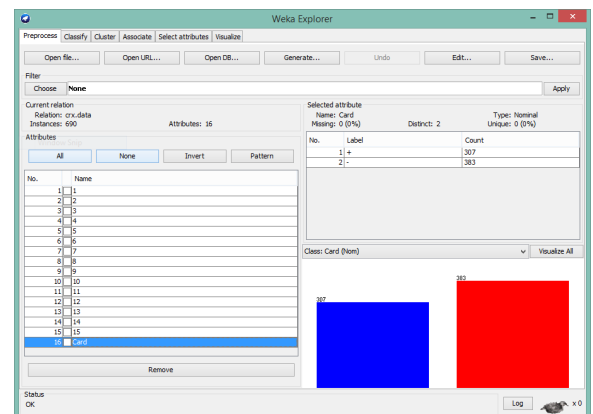 Weka Explorer
Preprocess Classify Cluster Associate Select attributes Visualize
Open file... Open URL... Open DB... Generate... Undo Edit... Save...
Filter
Choose None Apply
Current relation
Relation: crx.data
Instances: 690 Attributes: 16
Attributes
All None Invert Pattern
No. Name
1 1
2 2
3 3
4 4
5 5
6 6
7 7
8 8
9 9
10 10
11 11
12 12
13 13
14 14
15 15
16 Card
Remove
Selected attribute
Name: Card Type: Nominal
Missing: 0 (0%) Distinct: 2 Unique: 0 (0%)
No. Label Count
1 + 307
2 - 383
Class: Card (Nom) Visualize All
307
383
Status
OK
Log x 0